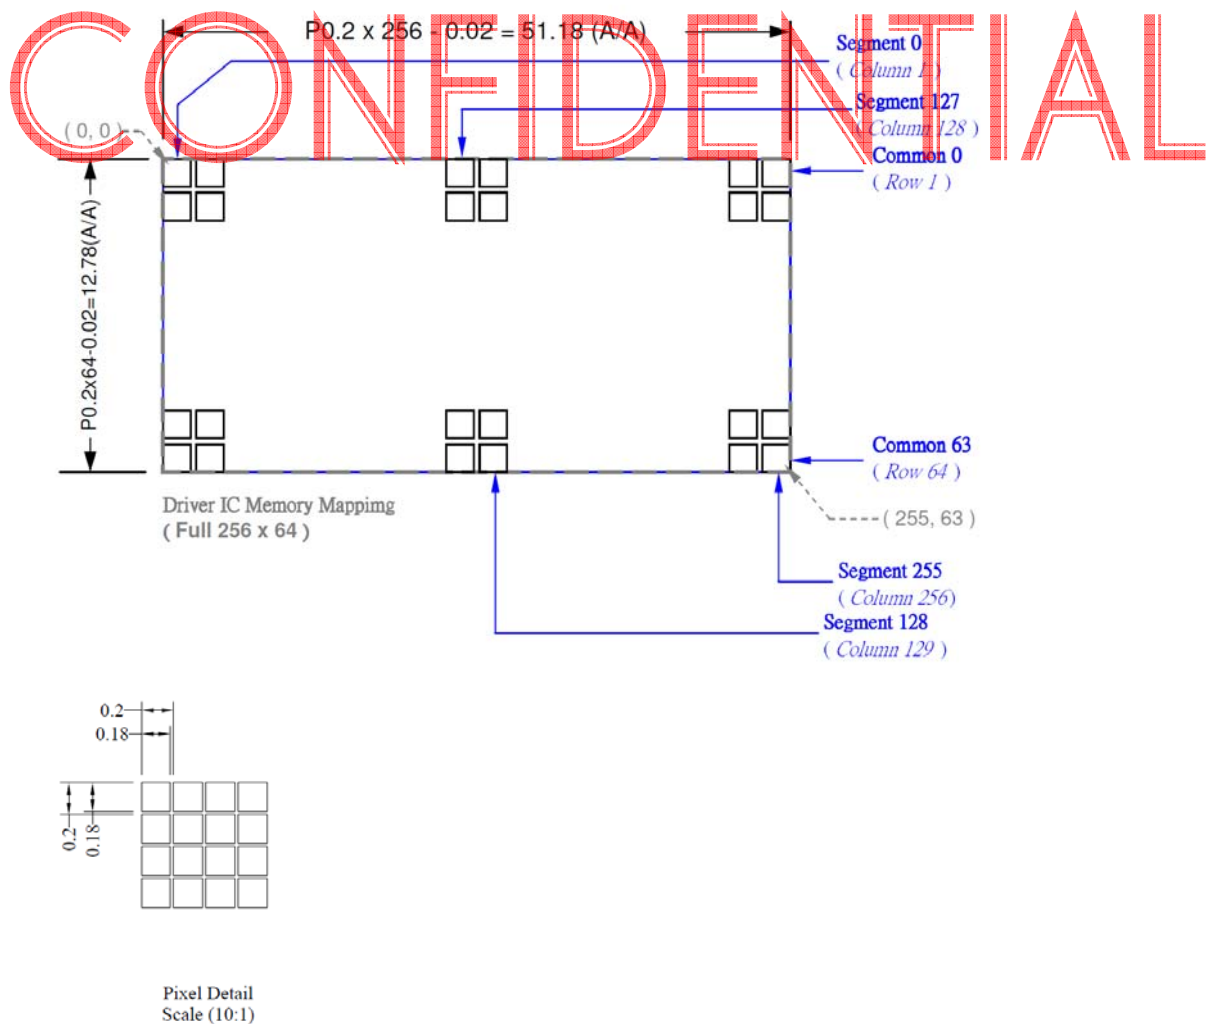 CONFIDENTIAL
P0.2 x 256 - 0.02 = 51.18 (A/A)
Segment 0
( Column 1 )
Segment 127
( Column 128 )
( 0, 0 )
Common 0
( Row 1 )
P0.2x64-0.02=12.78(A/A)
Common 63
( Row 64 )
Driver IC Memory Mappimg
( Full 256 x 64 )
( 255, 63 )
Segment 255
( Column 256)
Segment 128
( Column 129 )
0.2
0.18
0.2
0.18
Pixel Detail
Scale (10:1)